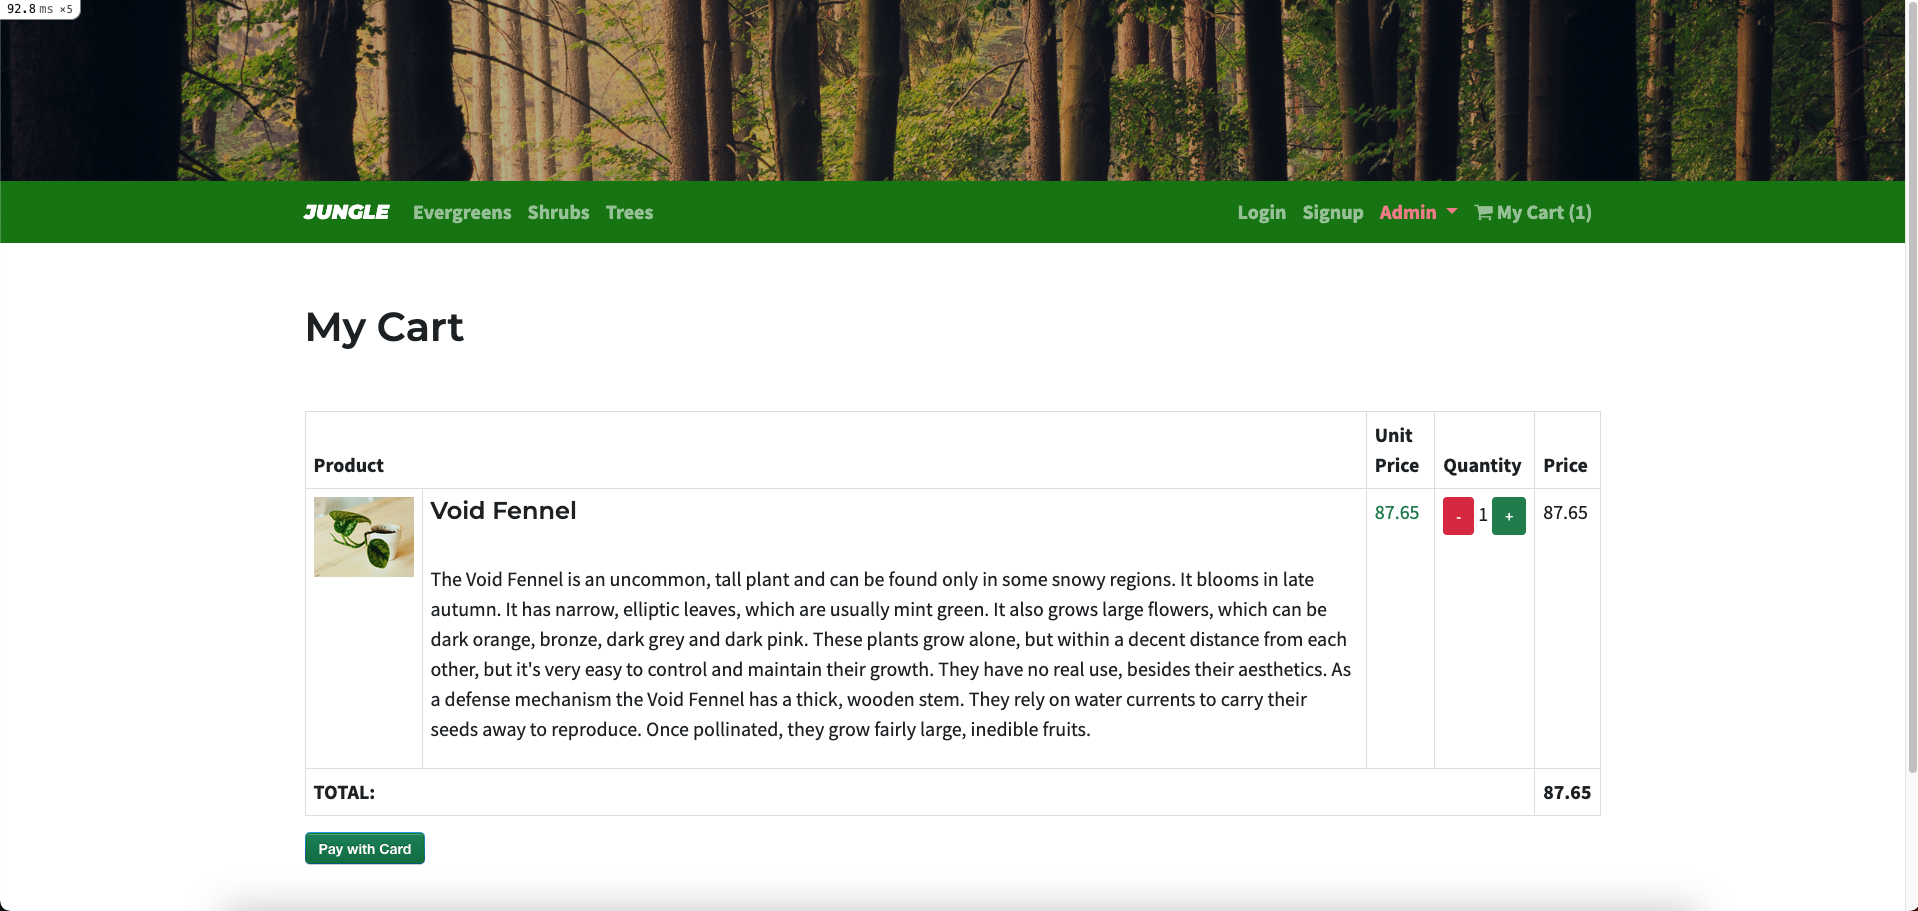 92.8 ms ×5
JUNGLE Evergreens Shrubs Trees Login Signup Admin My Cart (1)
My Cart
Product Unit Price Quantity Price
Void Fennel 87.65 - 1 + 87.65
The Void Fennel is an uncommon, tall plant and can be found only in some snowy regions. It blooms in late
autumn. It has narrow, elliptic leaves, which are usually mint green. It also grows large flowers, which can be
dark orange, bronze, dark grey and dark pink. These plants grow alone, but within a decent distance from each
other, but it's very easy to control and maintain their growth. They have no real use, besides their aesthetics. As
a defense mechanism the Void Fennel has a thick, wooden stem. They rely on water currents to carry their
seeds away to reproduce. Once pollinated, they grow fairly large, inedible fruits.
TOTAL: 87.65
Pay with Card